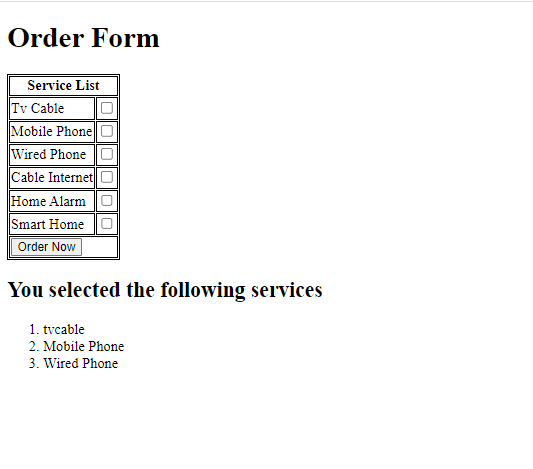 Order Form
Service List
Tv Cable
Mobile Phone
Wired Phone
Cable Internet
Home Alarm
Smart Home
Order Now
You selected the following services
1. tvcable
2. Mobile Phone
3. Wired Phone